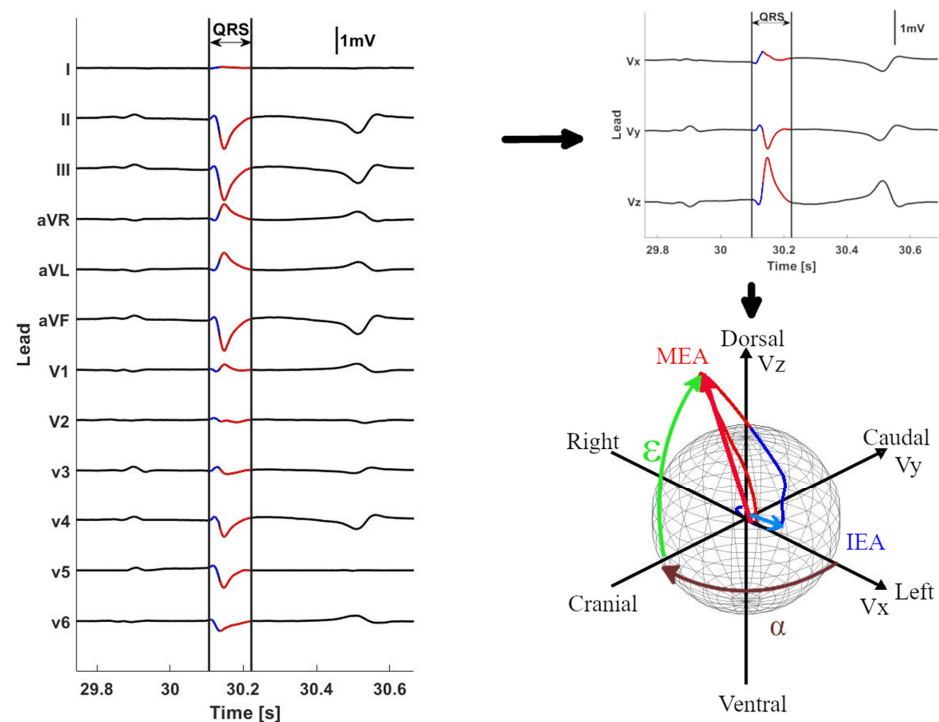 QRS
1mV
I
II
III
aVR
aVL
aVF
V1
V2
v3
v4
v5
v6
Lead
29.8 30 30.2 30.4 30.6
Time [s]
QRS
1mV
Vx
Vy
Vz
Lead
29.8 30 30.2 30.4 30.6
Time [s]
Dorsal
MEA
Vz
Right
Caudal
ε
Vy
IEA
Left
Cranial
Vx
α
Ventral